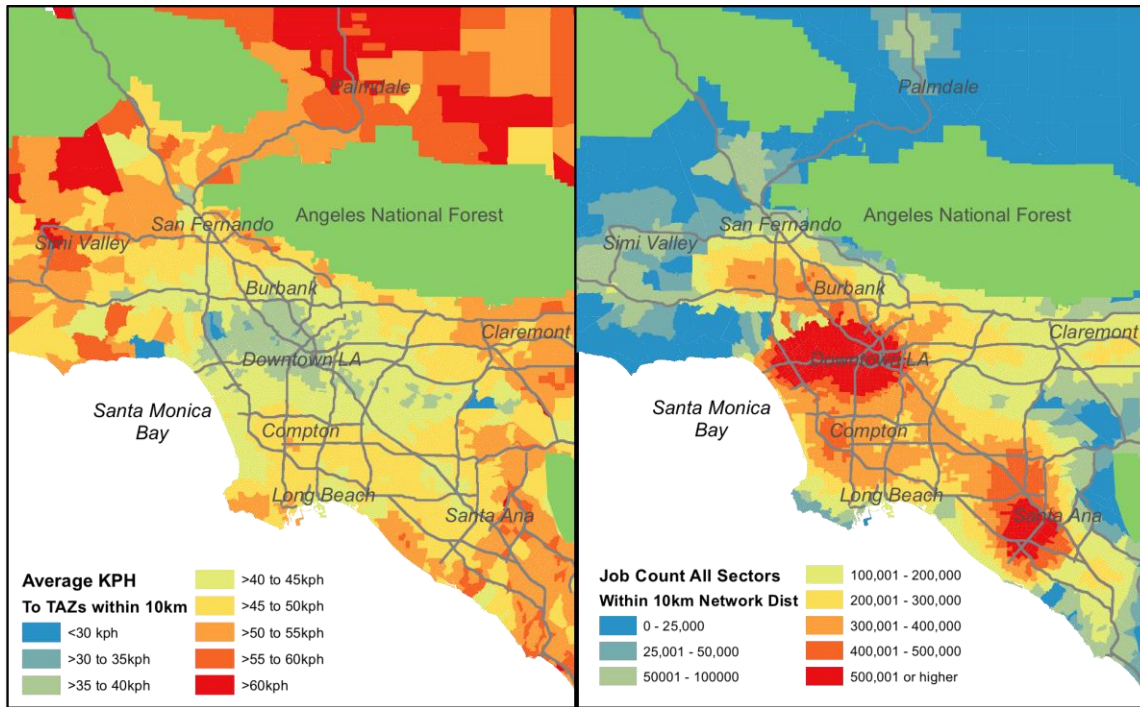 Palmdale
Angeles National Forest
San Fernando
Simi Valley
Burbank
Claremont
Downtown LA
Santa Monica
Bay
Compton
Long Beach
Santa Ana
Average KPH
To TAZs within 10km
<30 kph
>30 to 35kph
>35 to 40kph
>40 to 45kph
>45 to 50kph
>50 to 55kph
>55 to 60kph
>60kph
Palmdale
Angeles National Forest
San Fernando
Simi Valley
Burbank
Claremont
Downtown LA
Santa Monica
Bay
Compton
Long Beach
Santa Ana
Job Count All Sectors
Within 10km Network Dist
0 - 25,000
25,001 - 50,000
50001 - 100000
100,001 - 200,000
200,001 - 300,000
300,001 - 400,000
400,001 - 500,000
500,001 or higher